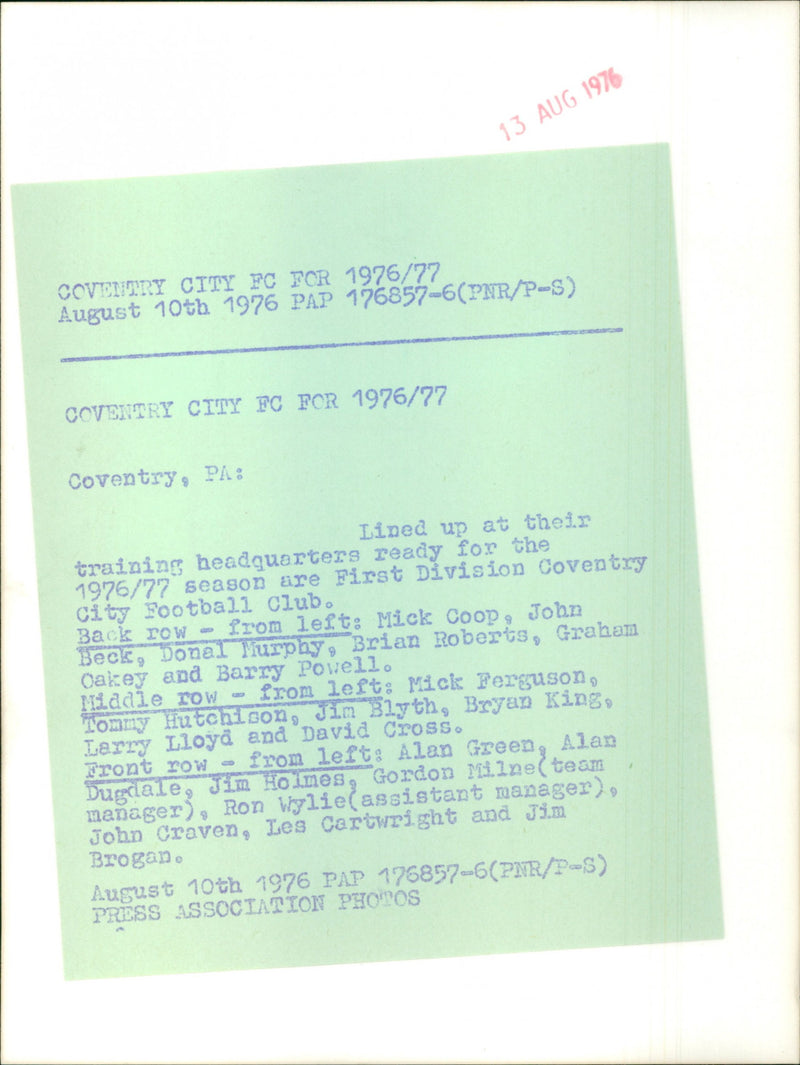 13 AUG 1976
COVENTRY CITY FC FOR 1976/77
August 10th 1976 PAP 176857-6(PNR/P-S)
COVENTRY CITY FC FOR 1976/77
Coventry, PA:
Lined up at their
training headquarters ready for the
1976/77 season are First Division Coventry
City Football Club.
Back row - from left: Mick Coop, John
Beck, Donal Murphy, Brian Roberts, Graham
Oakey and Barry Powell.
Middle row - from left: Mick Ferguson,
Tommy Hutchison, Jim Blyth, Bryan King,
Larry Lloyd and David Cross.
Front row - from left: Alan Green, Alan
Dugdale, Jim Holmes, Gordon Milne(team
manager), Ron Wylie(assistant manager),
John Craven, Les Cartwright and Jim
Brogan.
August 10th 1976 PAP 176857-6(PNR/P-S)
PRESS ASSOCIATION PHOTOS